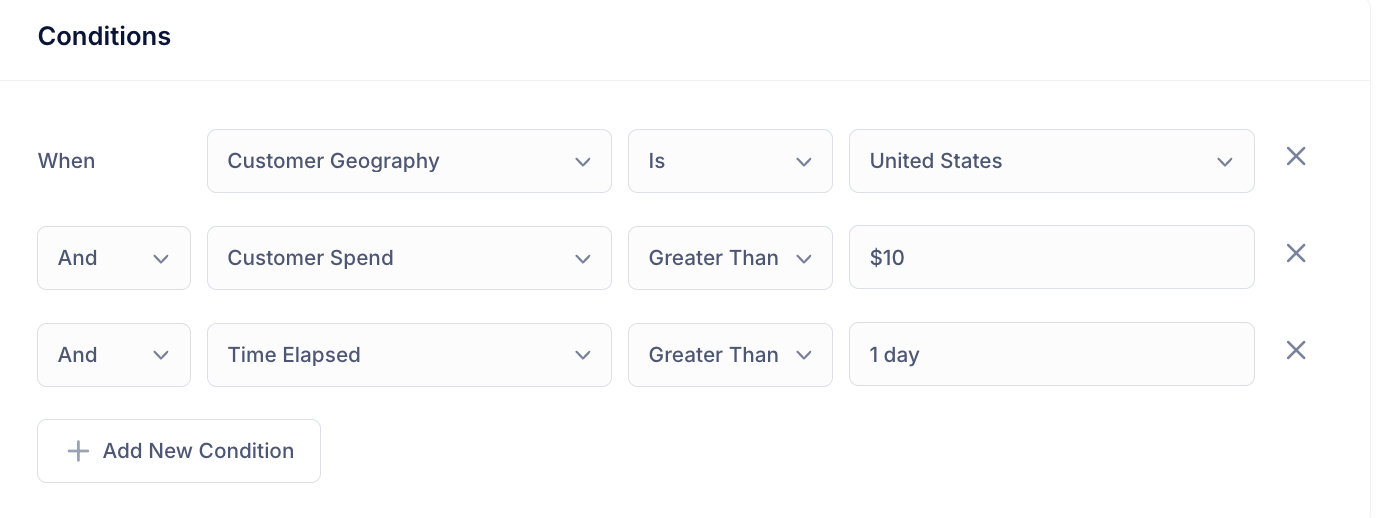 Conditions
When Customer Geography Is United States
And Customer Spend Greater Than $10
And Time Elapsed Greater Than 1 day
Add New Condition